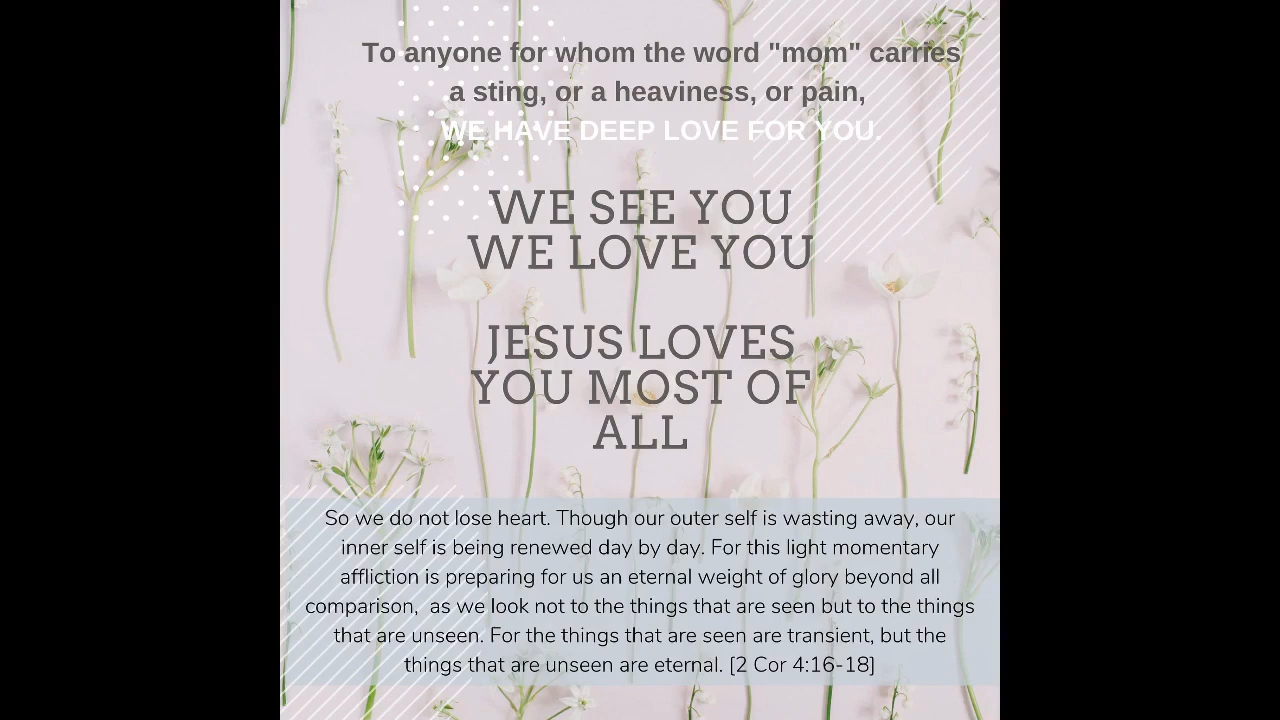 To anyone for whom the word "mom" carries
a sting, or a heaviness, or pain,
WE HAVE DEEP LOVE FOR YOU.
WE SEE YOU
WE LOVE YOU
JESUS LOVES
YOU MOST OF
ALL
So we do not lose heart. Though our outer self is wasting away, our
inner self is being renewed day by day. For this light momentary
affliction is preparing for us an eternal weight of glory beyond all
comparison,  as we look not to the things that are seen but to the things
that are unseen. For the things that are seen are transient, but the
things that are unseen are eternal. [2 Cor 4:16-18]